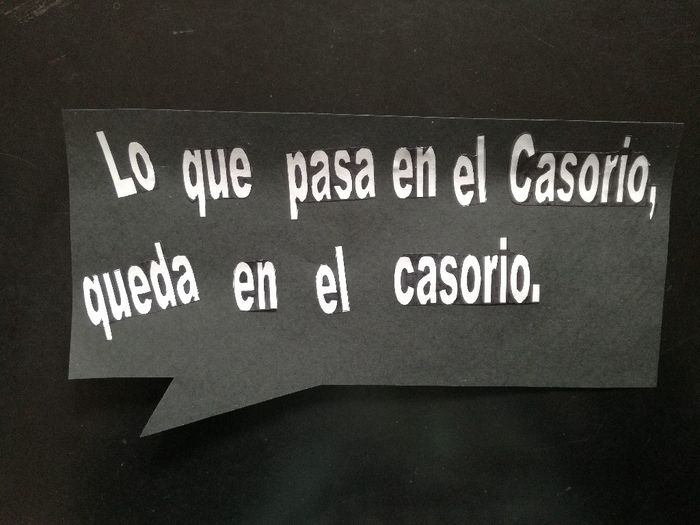 Lo que pasa en el Casorio,
queda en el casorio.